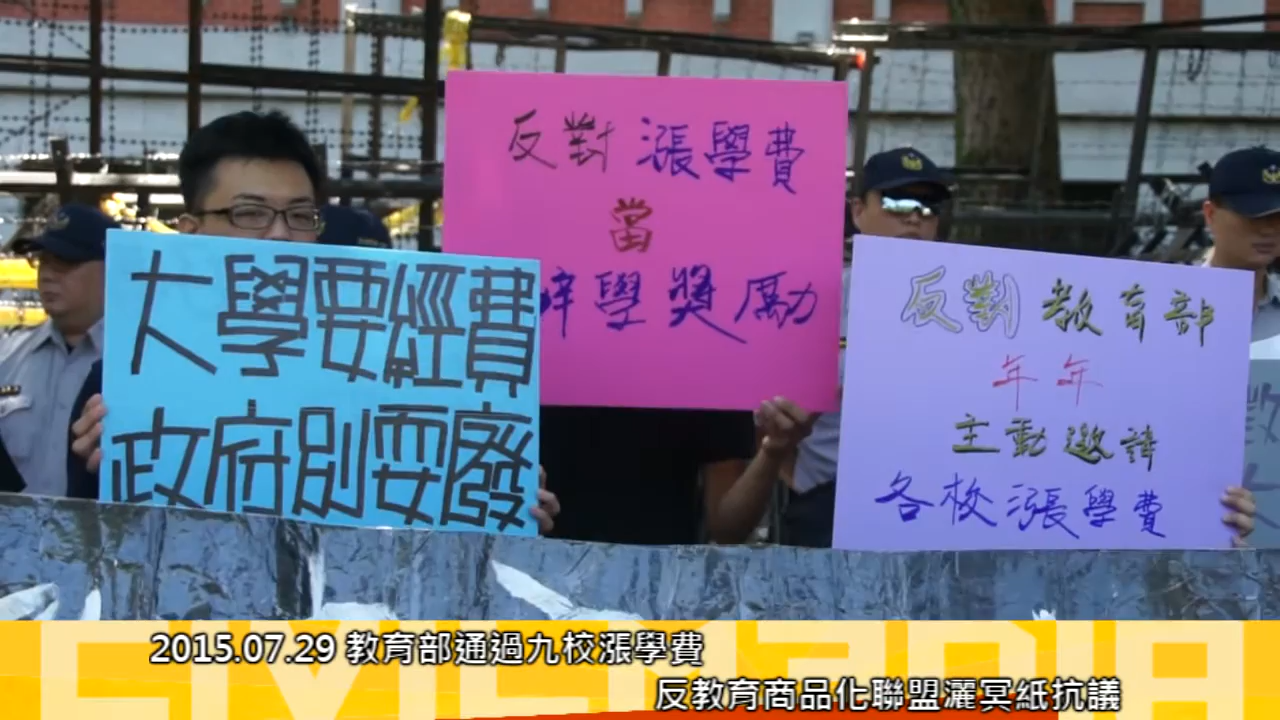 大學要經費
政府別耍廢
反對漲學費
當
學獎勵
反對教育部
年年
主動邀請
各校漲學費
2015.07.29 教育部通過九校漲學費
反教育商品化聯盟灑冥紙抗議